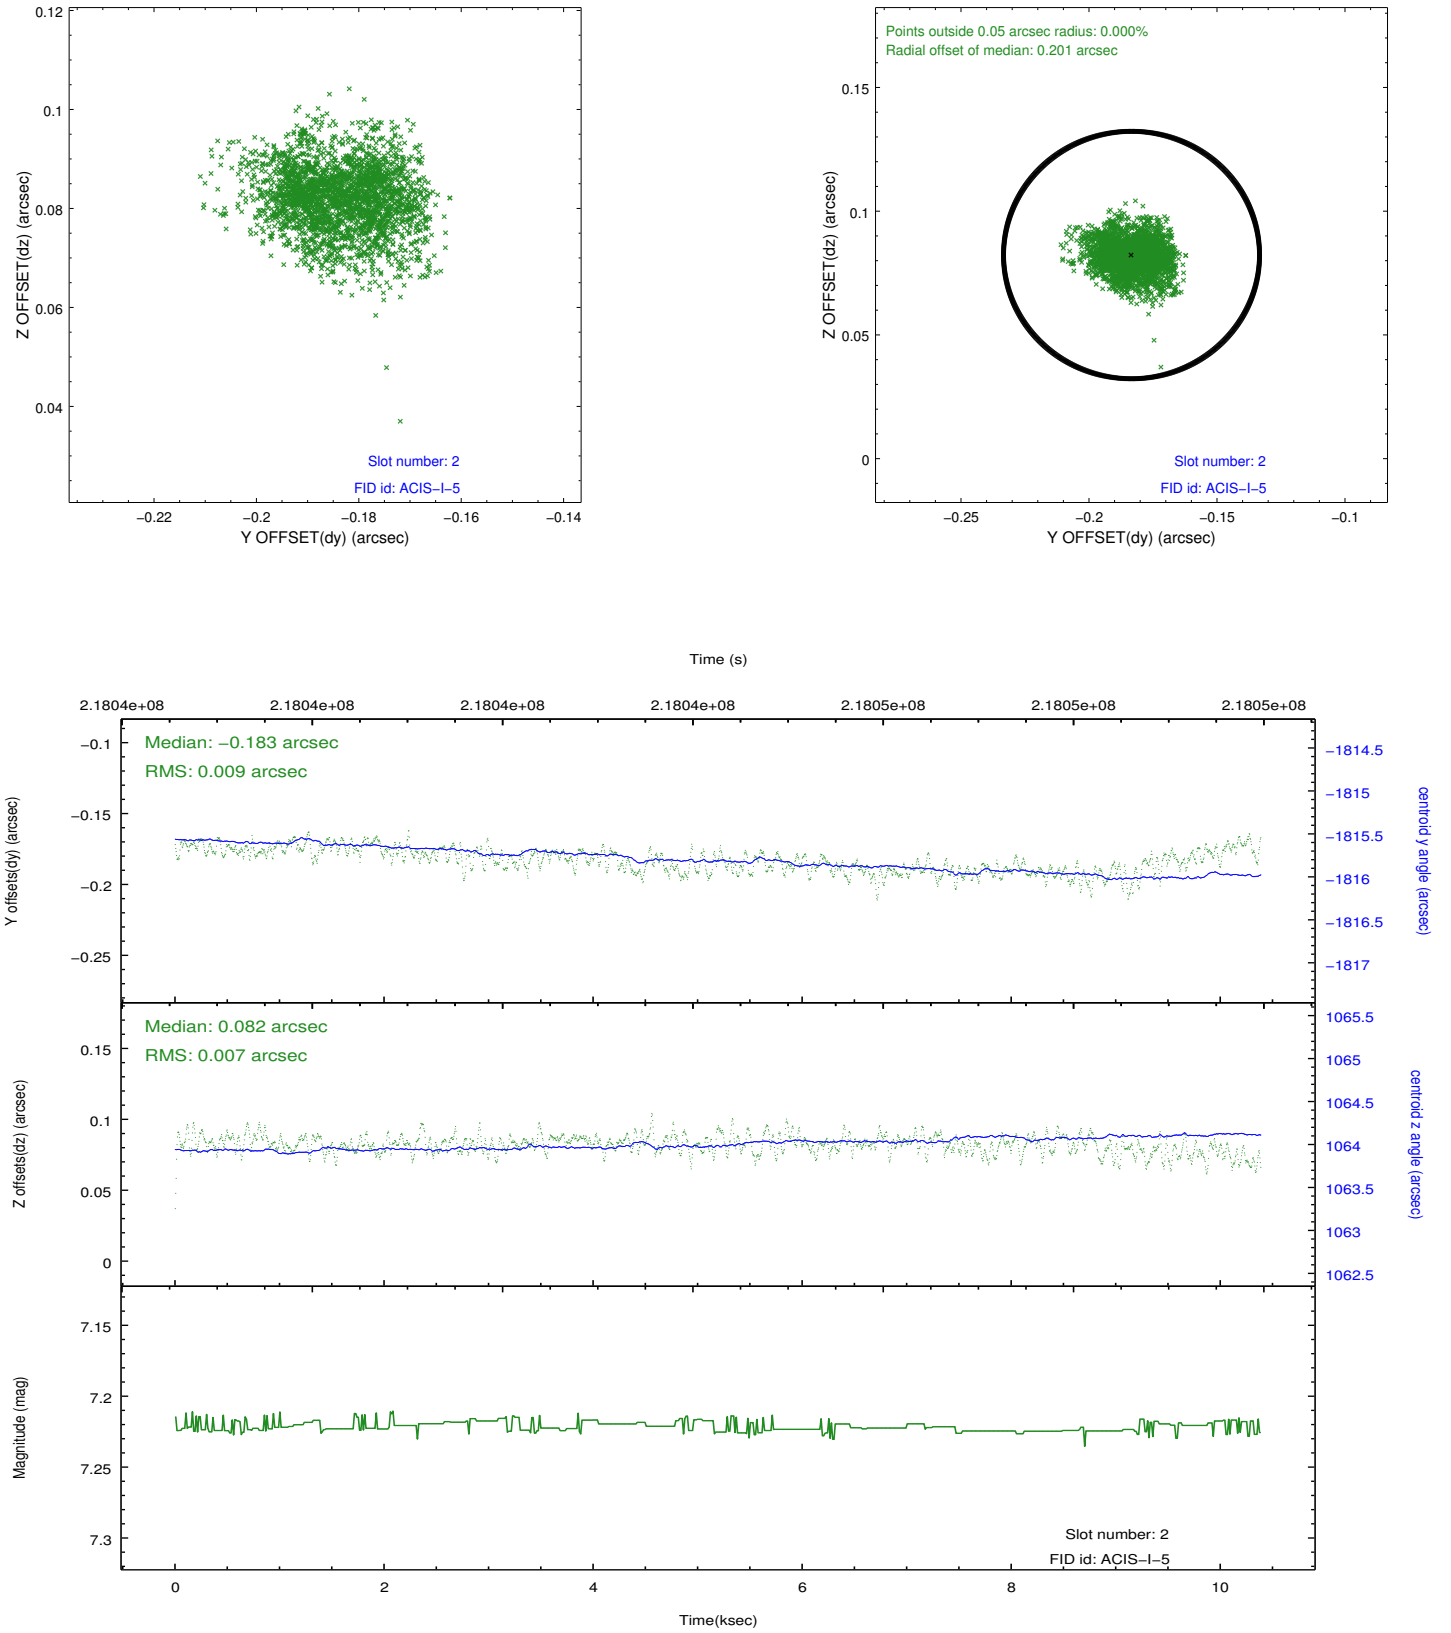 0.12
0.1
0.08
0.06
0.04
Z OFFSET(dz) (arcsec)
Slot number: 2
FID id: ACIS−I−5
−0.22 −0.2 −0.18 −0.16 −0.14
Y OFFSET(dy) (arcsec)
Points outside 0.05 arcsec radius: 0.000%
Radial offset of median: 0.201 arcsec
0.15
0.1
0.05
0
Z OFFSET(dz) (arcsec)
Slot number: 2
FID id: ACIS−I−5
−0.25 −0.2 −0.15 −0.1
Y OFFSET(dy) (arcsec)
Time (s)
2.1804e+08 2.1804e+08 2.1804e+08 2.1804e+08 2.1805e+08 2.1805e+08 2.1805e+08
Median: −0.183 arcsec
RMS: 0.009 arcsec
−0.1
−0.15
−0.2
−0.25
Y offsets(dy) (arcsec)
−1814.5
−1815
−1815.5
−1816
−1816.5
−1817
centroid y angle (arcsec)
Median: 0.082 arcsec
RMS: 0.007 arcsec
0.15
0.1
0.05
0
Z offsets(dz) (arcsec)
1065.5
1065
1064.5
1064
1063.5
1063
1062.5
centroid z angle (arcsec)
7.15
7.2
7.25
7.3
Magnitude (mag)
Slot number: 2
FID id: ACIS−I−5
0 2 4 6 8 10
Time(ksec)